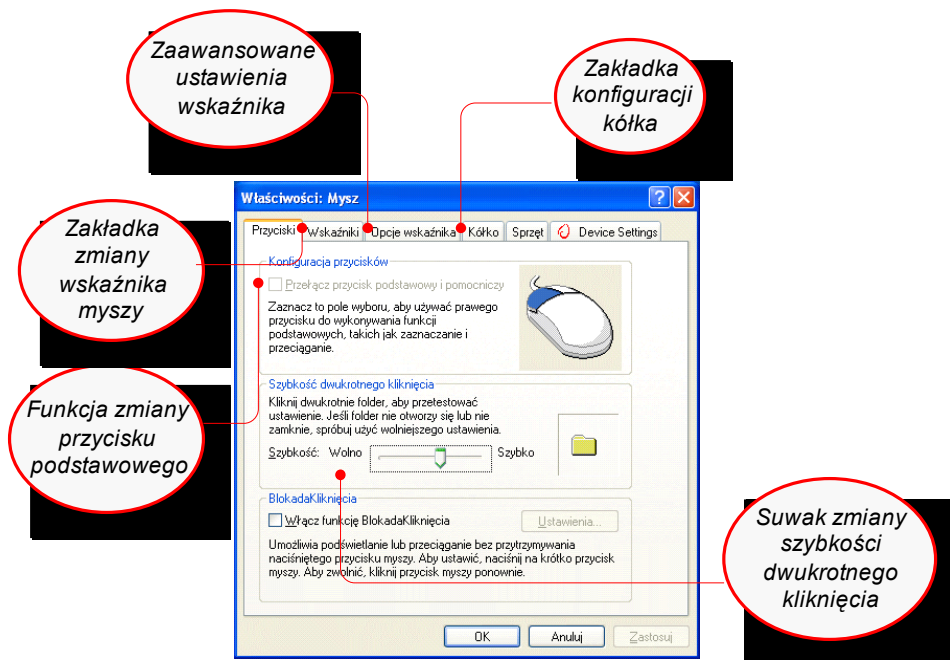 Zaawansowane
ustawienia
wskaźnika
Zakładka
konfiguracji
kółka
Zakładka
zmiany
wskaźnika
myszy
Funkcja zmiany
przycisku
podstawowego
Właściwości: Mysz
Przyciski Wskaźniki Opcje wskaźnika Kółko Sprzęt Device Settings
Konfiguracja przycisków
Przełącz przycisk podstawowy i pomocniczy
Zaznacz to pole wyboru, aby używać prawego
przycisku do wykonywania funkcji
podstawowych, takich jak zaznaczanie i
przeciąganie.
Szybkość dwukrotnego kliknięcia
Kliknij dwukrotnie folder, aby przetestować
ustawienie. Jeśli folder nie otworzy się lub nie
zamknie, spróbuj użyć wolniejszego ustawienia.
Szybkość: Wolno Szybko
BlokadaKliknięcia
Włącz funkcję BlokadaKliknięcia Ustawienia...
Umożliwia podświetlanie lub przeciąganie bez przytrzymywania
naciśniętego przycisku myszy. Aby ustawić, naciśnij na krótko przycisk
myszy. Aby zwolnić, kliknij przycisk myszy ponownie.
OK Anuluj Zastosuj
Suwak zmiany
szybkości
dwukrotnego
kliknięcia